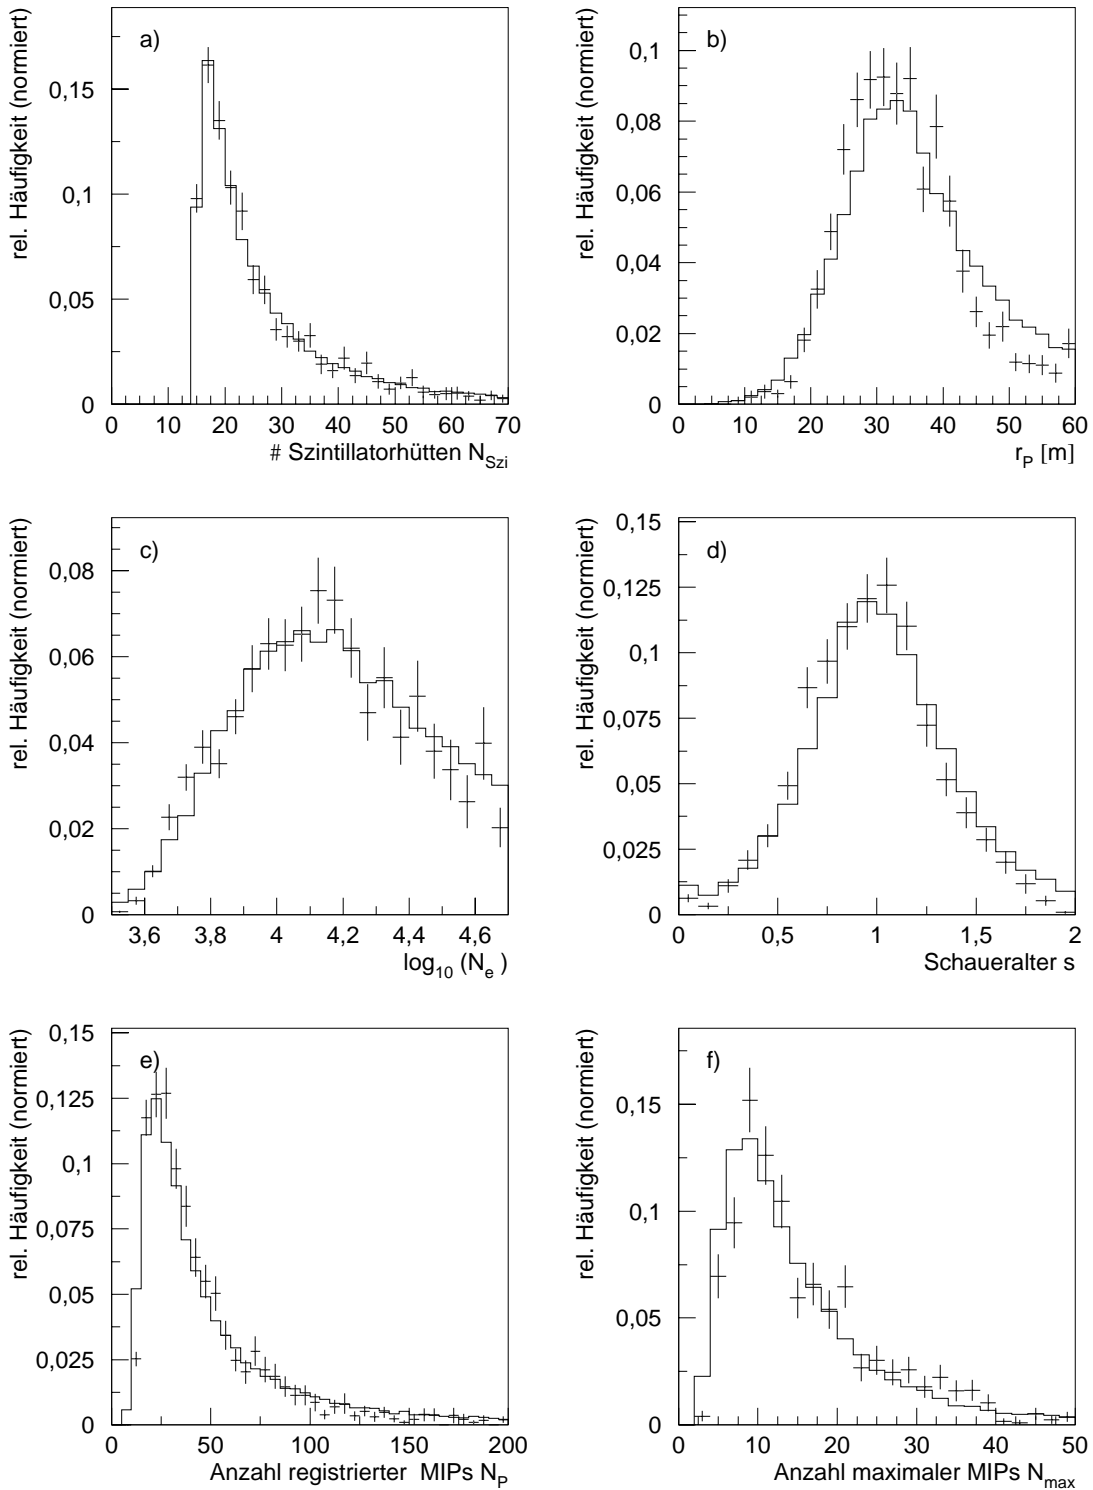 a)
rel. Häufigkeit (normiert)
0,15
0,1
0,05
0
0 10 20 30 40 50 60 70
# Szintillatorhütten N_Szi
b)
rel. Häufigkeit (normiert)
0,1
0,08
0,06
0,04
0,02
0
0 10 20 30 40 50 60
r_P [m]
c)
rel. Häufigkeit (normiert)
0,08
0,06
0,04
0,02
0
3,6 3,8 4 4,2 4,4 4,6
log_10 (N_e )
d)
rel. Häufigkeit (normiert)
0,15
0,125
0,1
0,075
0,05
0,025
0
0 0,5 1 1,5 2
Schaueralter s
e)
rel. Häufigkeit (normiert)
0,15
0,125
0,1
0,075
0,05
0,025
0
0 50 100 150 200
Anzahl registrierter MIPs N_P
f)
rel. Häufigkeit (normiert)
0,15
0,1
0,05
0
0 10 20 30 40 50
Anzahl maximaler MIPs N_max